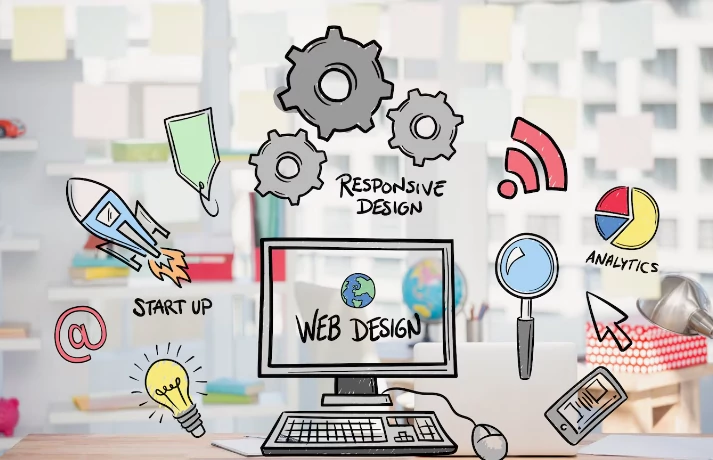 RESPONSIVE
DESIGN
ANALYTICS
START UP
@
WEB DESIGN